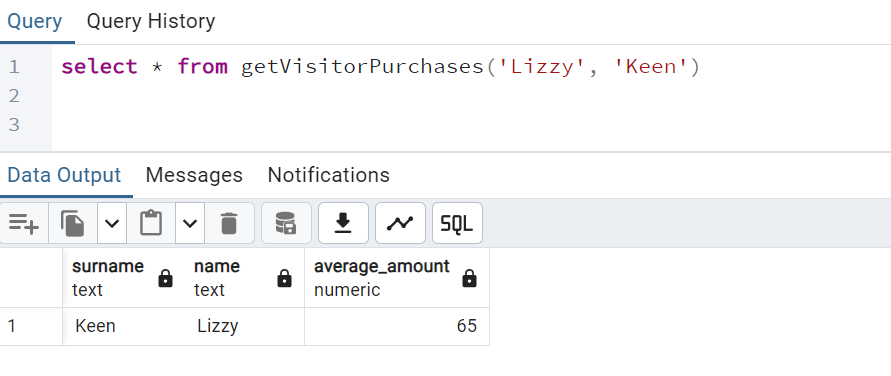 Query Query History
1 select * from getVisitorPurchases('Lizzy', 'Keen')
2
3
Data Output Messages Notifications
SQL
surname name average_amount
text text numeric
1 Keen Lizzy 65